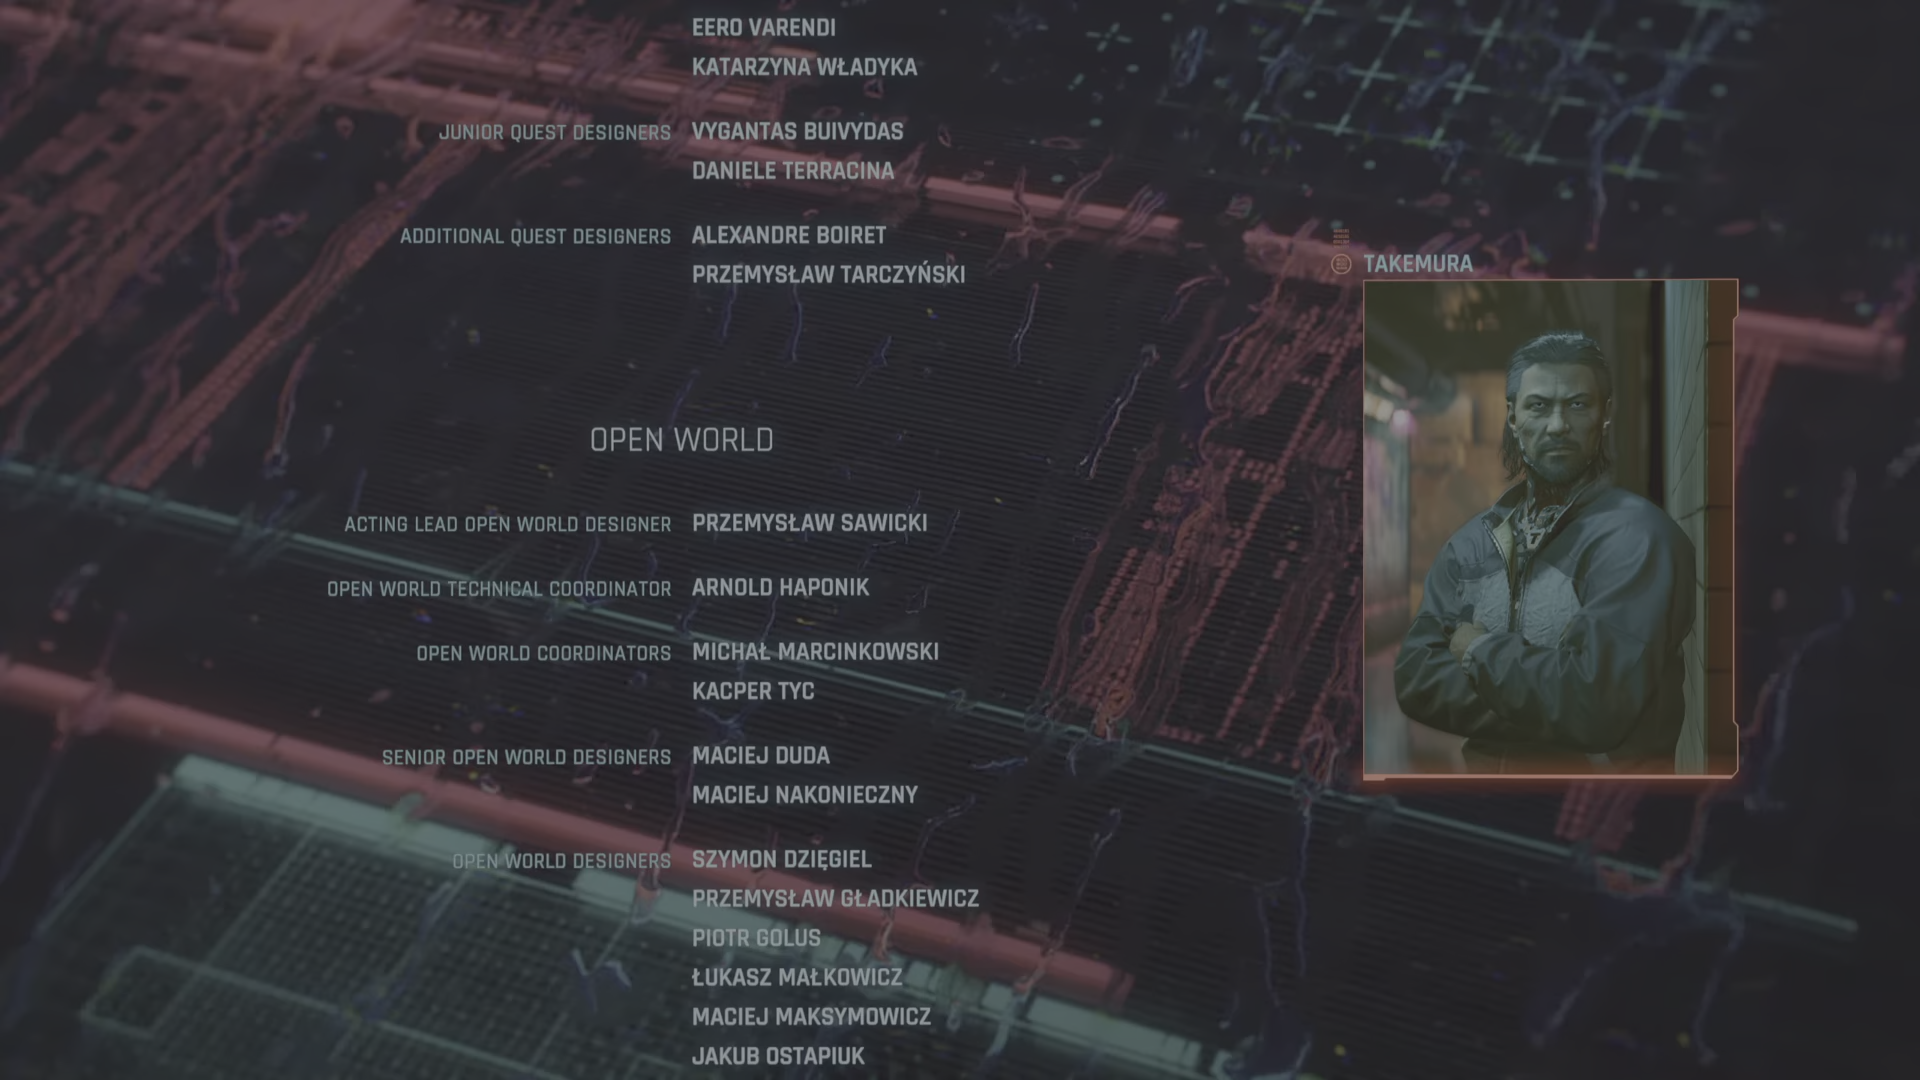 EERO VARENDI
KATARZYNA WŁADYKA
JUNIOR QUEST DESIGNERS VYGANTAS BUIVYDAS
DANIELE TERRACINA
ADDITIONAL QUEST DESIGNERS ALEXANDRE BOIRET
PRZEMYSŁAW TARCZYŃSKI
TAKEMURA
OPEN WORLD
ACTING LEAD OPEN WORLD DESIGNER PRZEMYSŁAW SAWICKI
OPEN WORLD TECHNICAL COORDINATOR ARNOLD HAPONIK
OPEN WORLD COORDINATORS MICHAŁ MARCINKOWSKI
KACPER TYC
SENIOR OPEN WORLD DESIGNERS MACIEJ DUDA
MACIEJ NAKONIECZNY
OPEN WORLD DESIGNERS SZYMON DZIĘGIEL
PRZEMYSŁAW GŁADKIEWICZ
PIOTR GOLUS
ŁUKASZ MAŁKOWICZ
MACIEJ MAKSYMOWICZ
JAKUB OSTAPIUK